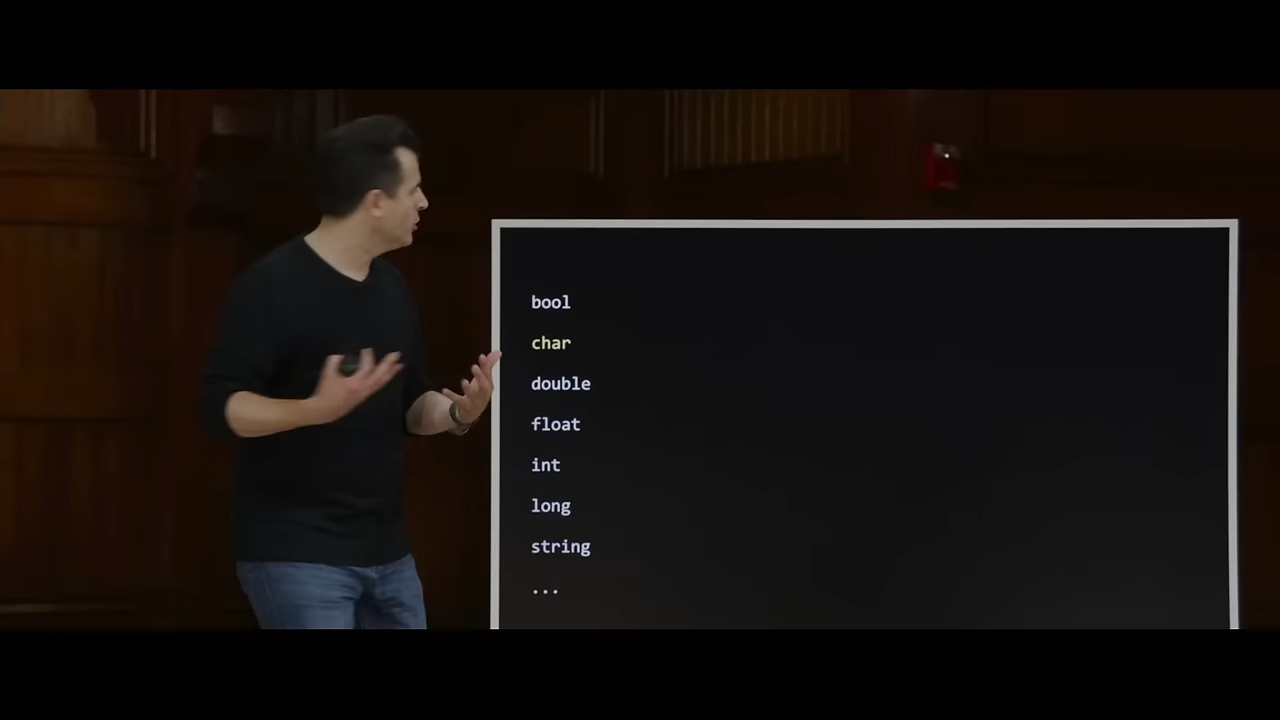 bool
char
double
float
int
long
string
...